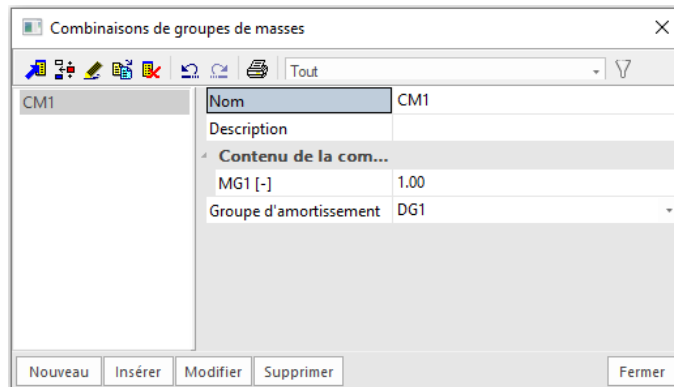 Combinaisons de groupes de masses
Tout
CM1
Nom CM1
Description
Contenu de la com...
MG1 [-] 1.00
Groupe d'amortissement DG1
Nouveau Insérer Modifier Supprimer Fermer